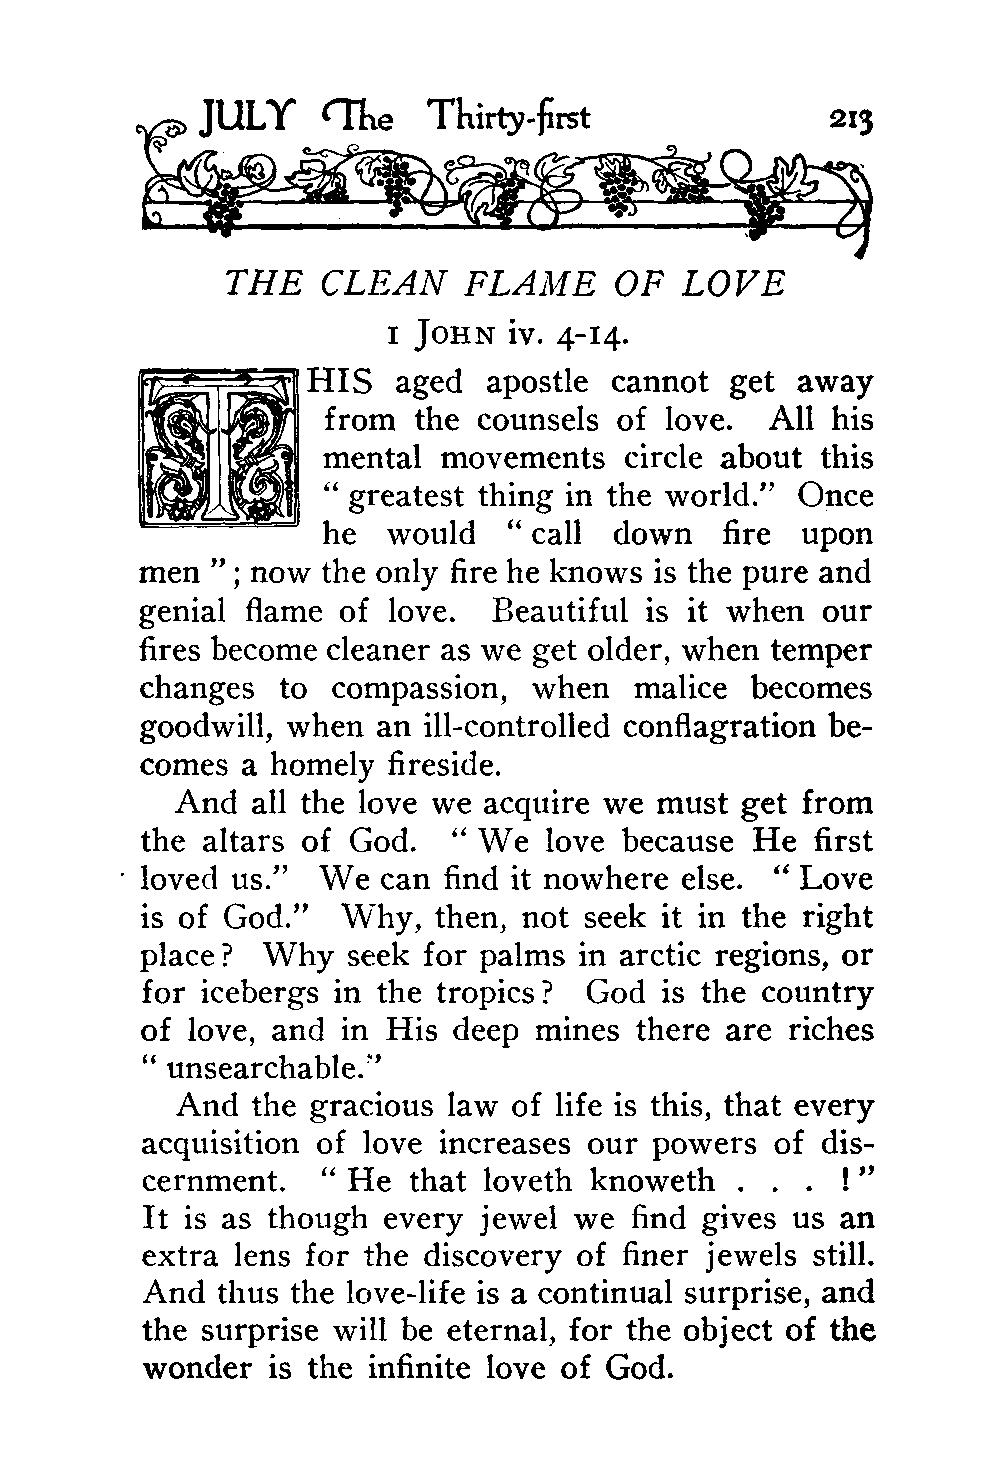 JULY The Thirty-first 213
THE CLEAN FLAME OF LOVE
1 JOHN iv. 4-14.
THIS aged apostle cannot get away
from the counsels of love. All his
mental movements circle about this
" greatest thing in the world." Once
he would " call down fire upon
men " ; now the only fire he knows is the pure and
genial flame of love. Beautiful is it when our
fires become cleaner as we get older, when temper
changes to compassion, when malice becomes
goodwill, when an ill-controlled conflagration be-
comes a homely fireside.
And all the love we acquire we must get from
the altars of God. " We love because He first
loved us." We can find it nowhere else. " Love
is of God." Why, then, not seek it in the right
place ? Why seek for palms in arctic regions, or
for icebergs in the tropics ? God is the country
of love, and in His deep mines there are riches
" unsearchable."
And the gracious law of life is this, that every
acquisition of love increases our powers of dis-
cernment. " He that loveth knoweth . . . ! "
It is as though every jewel we find gives us an
extra lens for the discovery of finer jewels still.
And thus the love-life is a continual surprise, and
the surprise will be eternal, for the object of the
wonder is the infinite love of God.